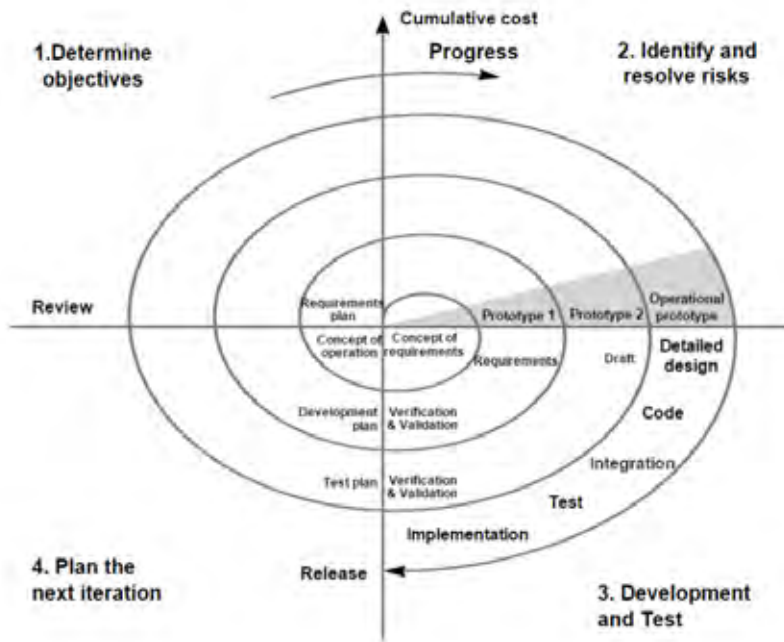 Cumulative cost
1.Determine
objectives
Progress
2. Identify and
resolve risks
Review
Requirements
plan
Prototype 1
Prototype 2
Operational
prototype
Concept of
operation
Concept of
requirements
Requirements
Draft
Detailed
design
Development
plan
Verification
& Validation
Code
Integration
Test plan
Verification
& Validation
Test
Implementation
4. Plan the
next iteration
Release
3. Development
and Test